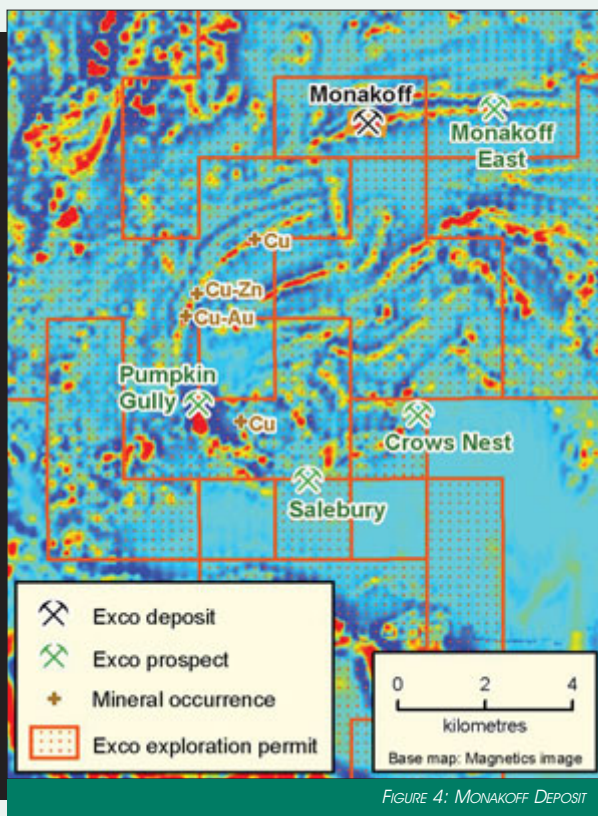 Monakoff
Monakoff
East
Cu
Cu-Zn
Cu-Au
Pumpkin
Gully
Cu
Crows Nest
Salebury
Exco deposit
Exco prospect
Mineral occurrence
Exco exploration permit
0 2 4
kilometres
Base map: Magnetics image
FIGURE 4: MONAKOFF DEPOSIT